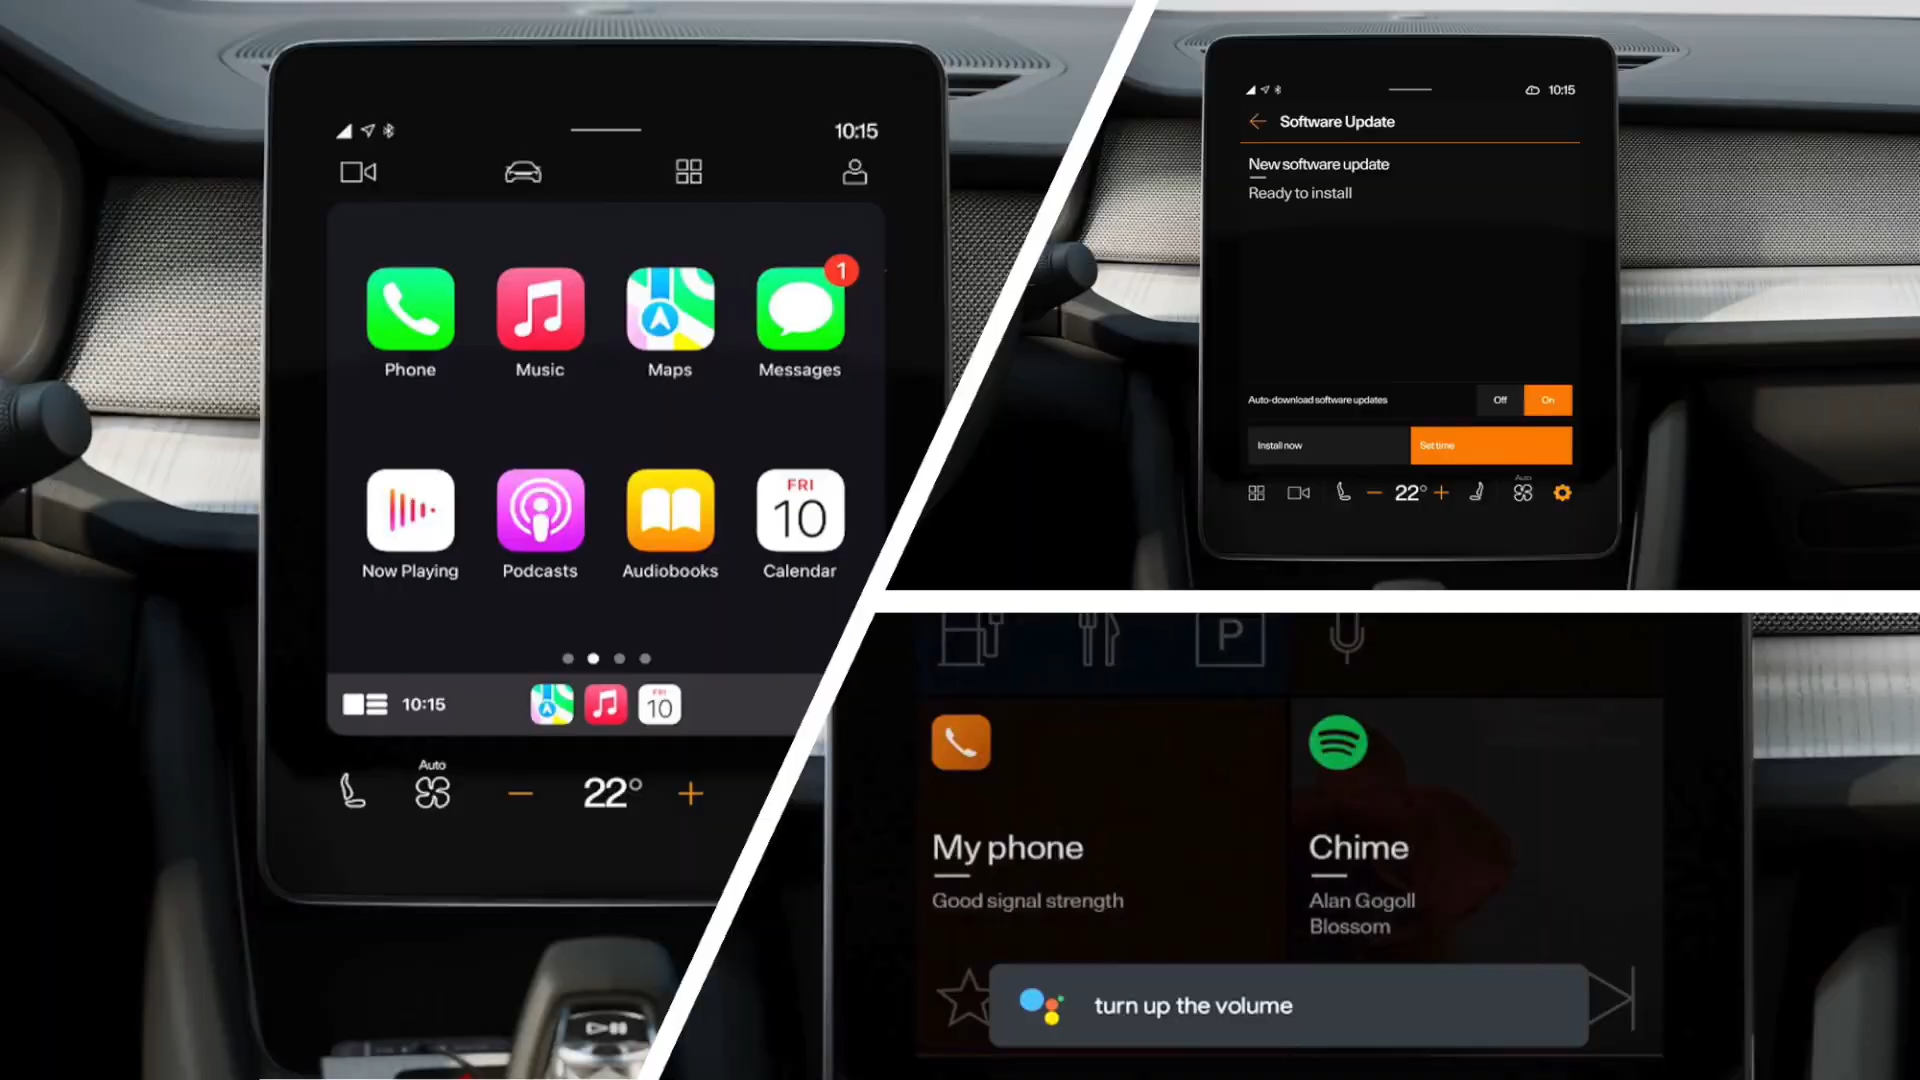 10:15
Phone
Music
Maps
Messages
1
Now Playing
Podcasts
Audiobooks
FRI
10
Calendar
10:15
FRI
10
Auto
22°
10:15
Software Update
New software update
Ready to install
Auto-download software updates
Off
On
Install now
Set time
Auto
22°
P
My phone
Good signal strength
Chime
Alan Gogoll
Blossom
turn up the volume